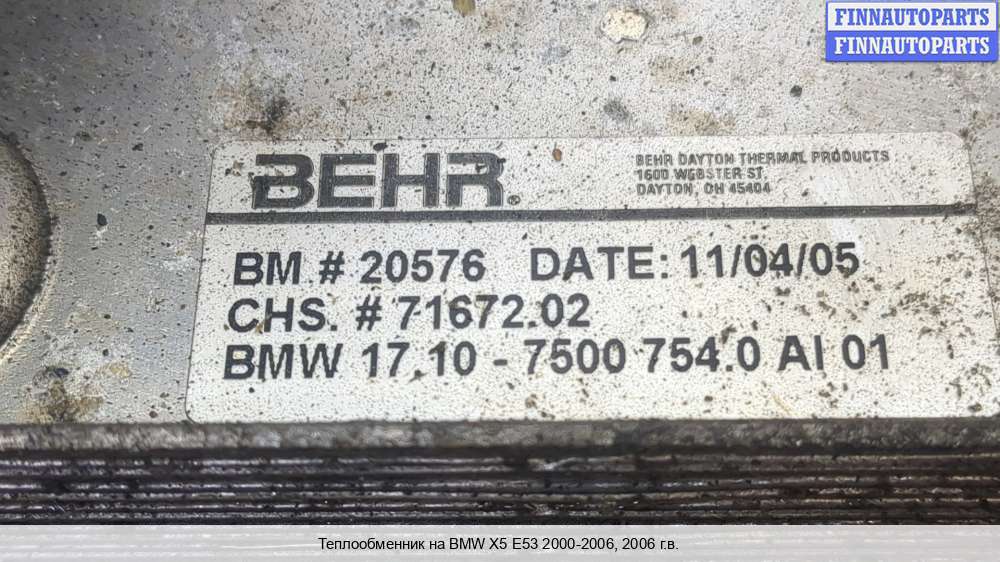 FINNAUTOPARTS
FINNAUTOPARTS
BEHR®
BEHR DAYTON THERMAL PRODUCTS
1600 WEBSTER ST.
DAYTON, OH 45404
BM # 20576 DATE: 11/04/05
CHS. # 71672.02
BMW 17.10 - 7500 754.0 AI 01
Теплообменник на BMW X5 E53 2000-2006, 2006 г.в.